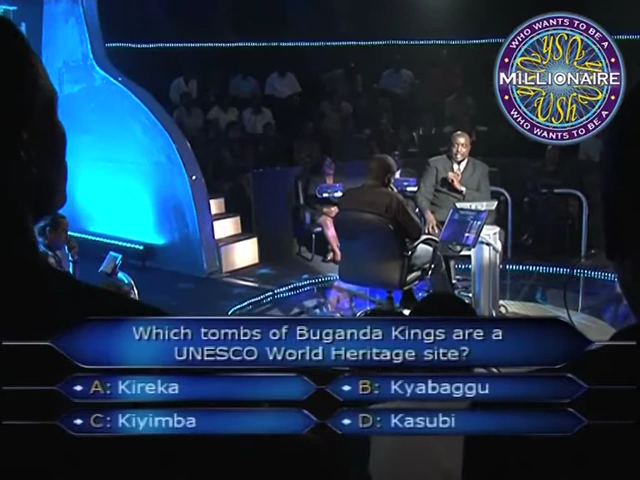 WHO WANTS TO BE A
MILLIONAIRE
WHO WANTS TO BE A
USh
Which tombs of Buganda Kings are a
UNESCO World Heritage site?
A: Kireka
B: Kyabaggu
C: Kiyimba
D: Kasubi